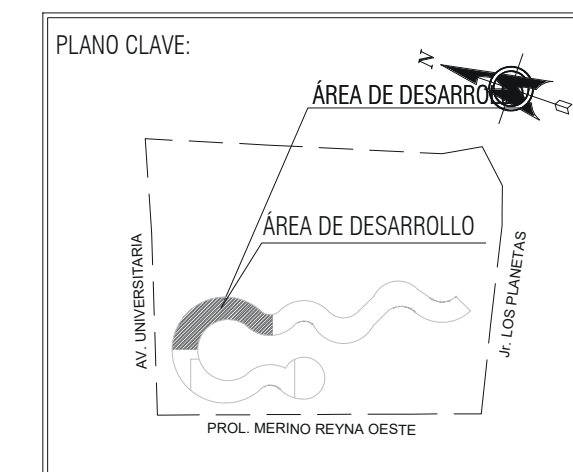 PLANO CLAVE:
N
ÁREA DE DESARRO
ÁREA DE DESARROLLO
AV. UNIVERSITARIA
Jr. LOS PLANETAS
PROL. MERINO REYNA OESTE